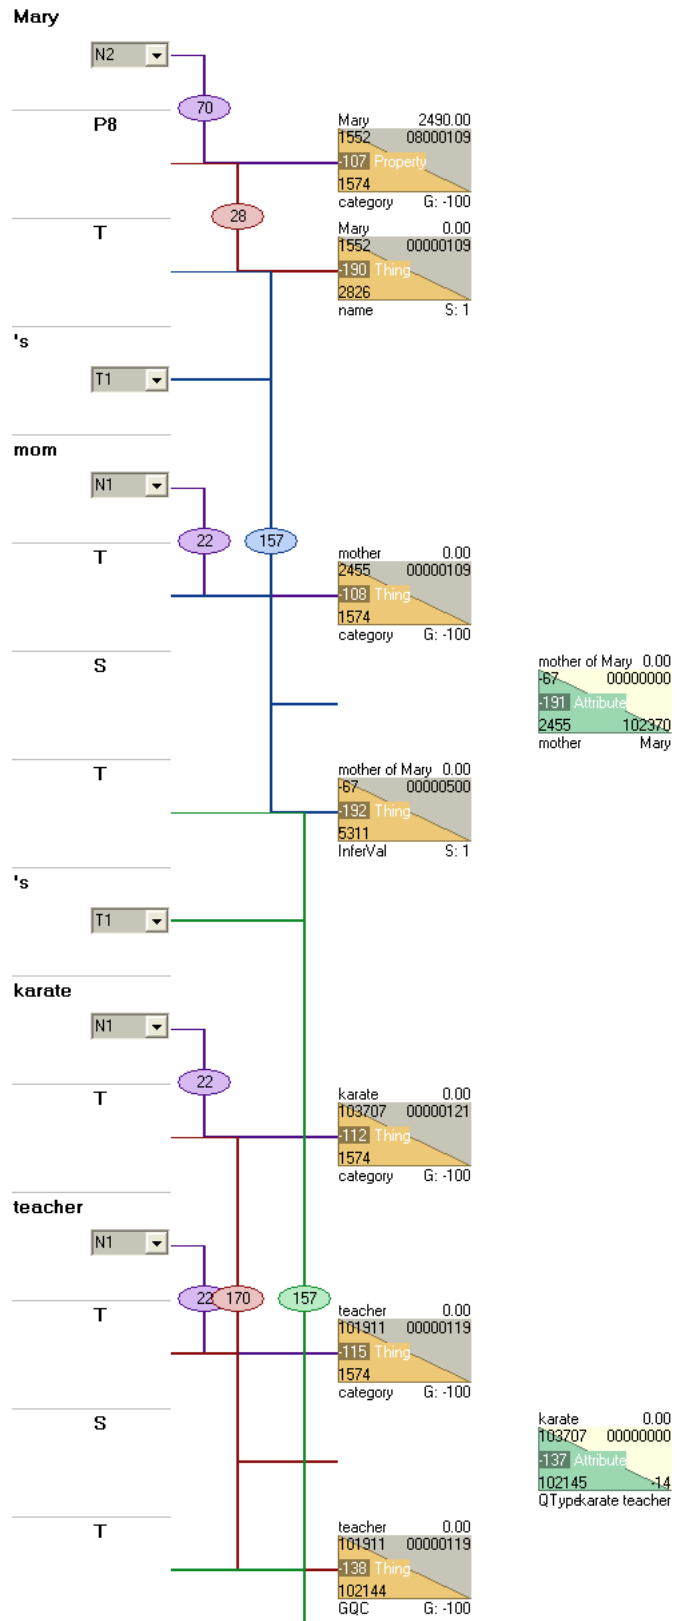 Mary
N2
70
P8
Mary 2490.00
1552 08000109
-107 Property
1574
category G: -100
28
T
Mary 0.00
1552 00000109
-190 Thing
2826
name S: 1
's
T1
mom
N1
22
157
T
mother 0.00
2455 00000109
-108 Thing
1574
category G: -100
S
mother of Mary 0.00
-67 00000000
-191 Attribute
2455 102370
mother Mary
T
mother of Mary 0.00
-67 00000500
-192 Thing
5311
InferVal S: 1
's
T1
karate
N1
22
T
karate 0.00
103707 00000121
-112 Thing
1574
category G: -100
teacher
N1
22
170
157
T
teacher 0.00
101911 00000119
-115 Thing
1574
category G: -100
S
karate 0.00
103707 00000000
-137 Attribute
102145 -14
QType karate teacher
T
teacher 0.00
101911 00000119
-138 Thing
102144
GQC G: -100